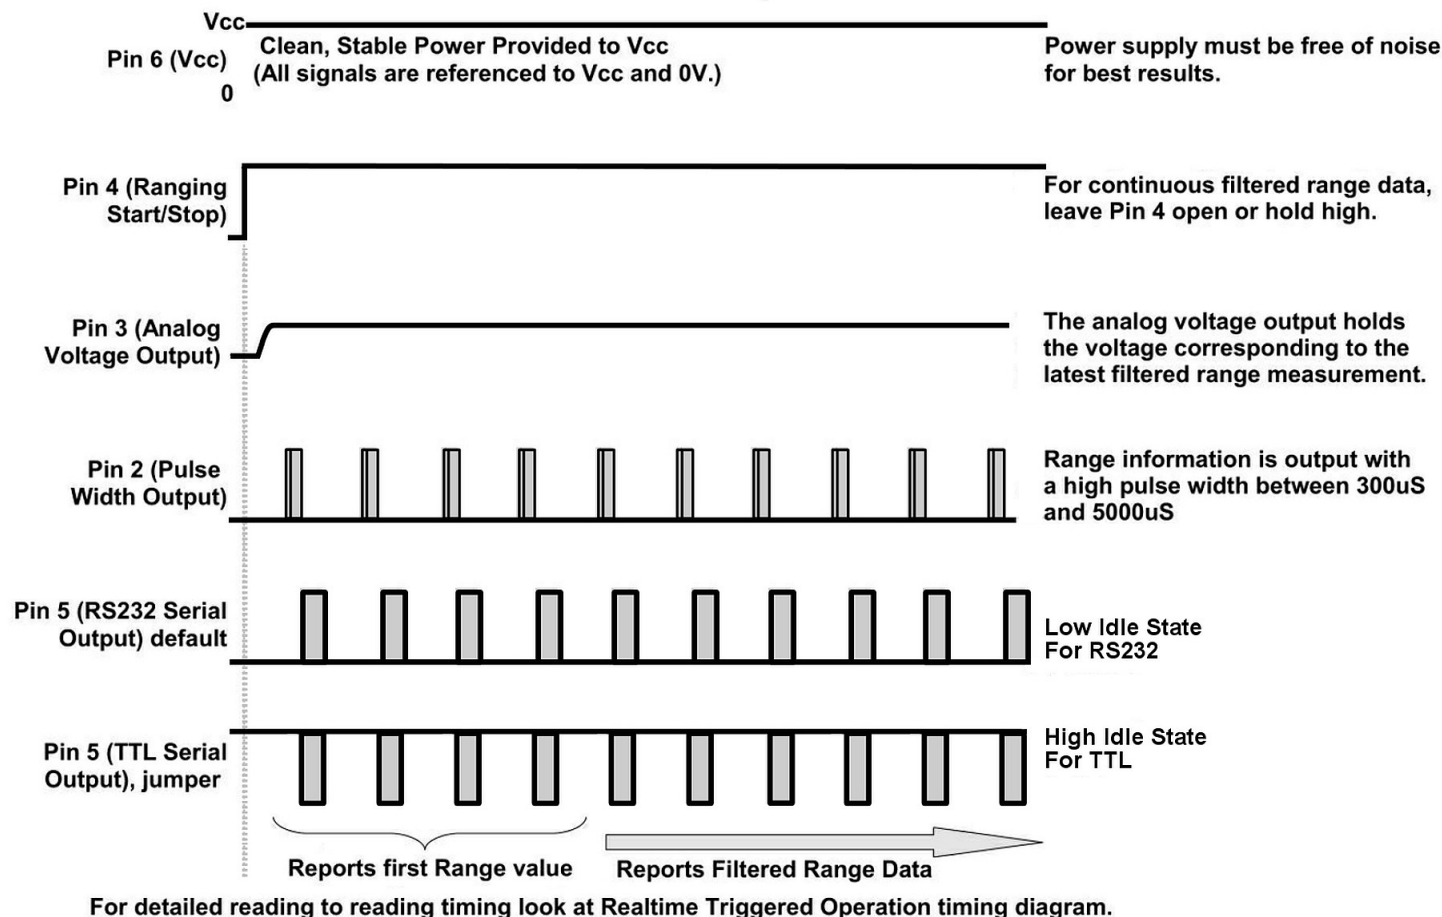 Vcc
Pin 6 (Vcc)
0
Clean, Stable Power Provided to Vcc
(All signals are referenced to Vcc and 0V.)
Power supply must be free of noise
for best results.
Pin 4 (Ranging
Start/Stop)
For continuous filtered range data,
leave Pin 4 open or hold high.
Pin 3 (Analog
Voltage Output)
The analog voltage output holds
the voltage corresponding to the
latest filtered range measurement.
Pin 2 (Pulse
Width Output)
Range information is output with
a high pulse width between 300uS
and 5000uS
Pin 5 (RS232 Serial
Output) default
Low Idle State
For RS232
Pin 5 (TTL Serial
Output), jumper
High Idle State
For TTL
Reports first Range value
Reports Filtered Range Data
For detailed reading to reading timing look at Realtime Triggered Operation timing diagram.